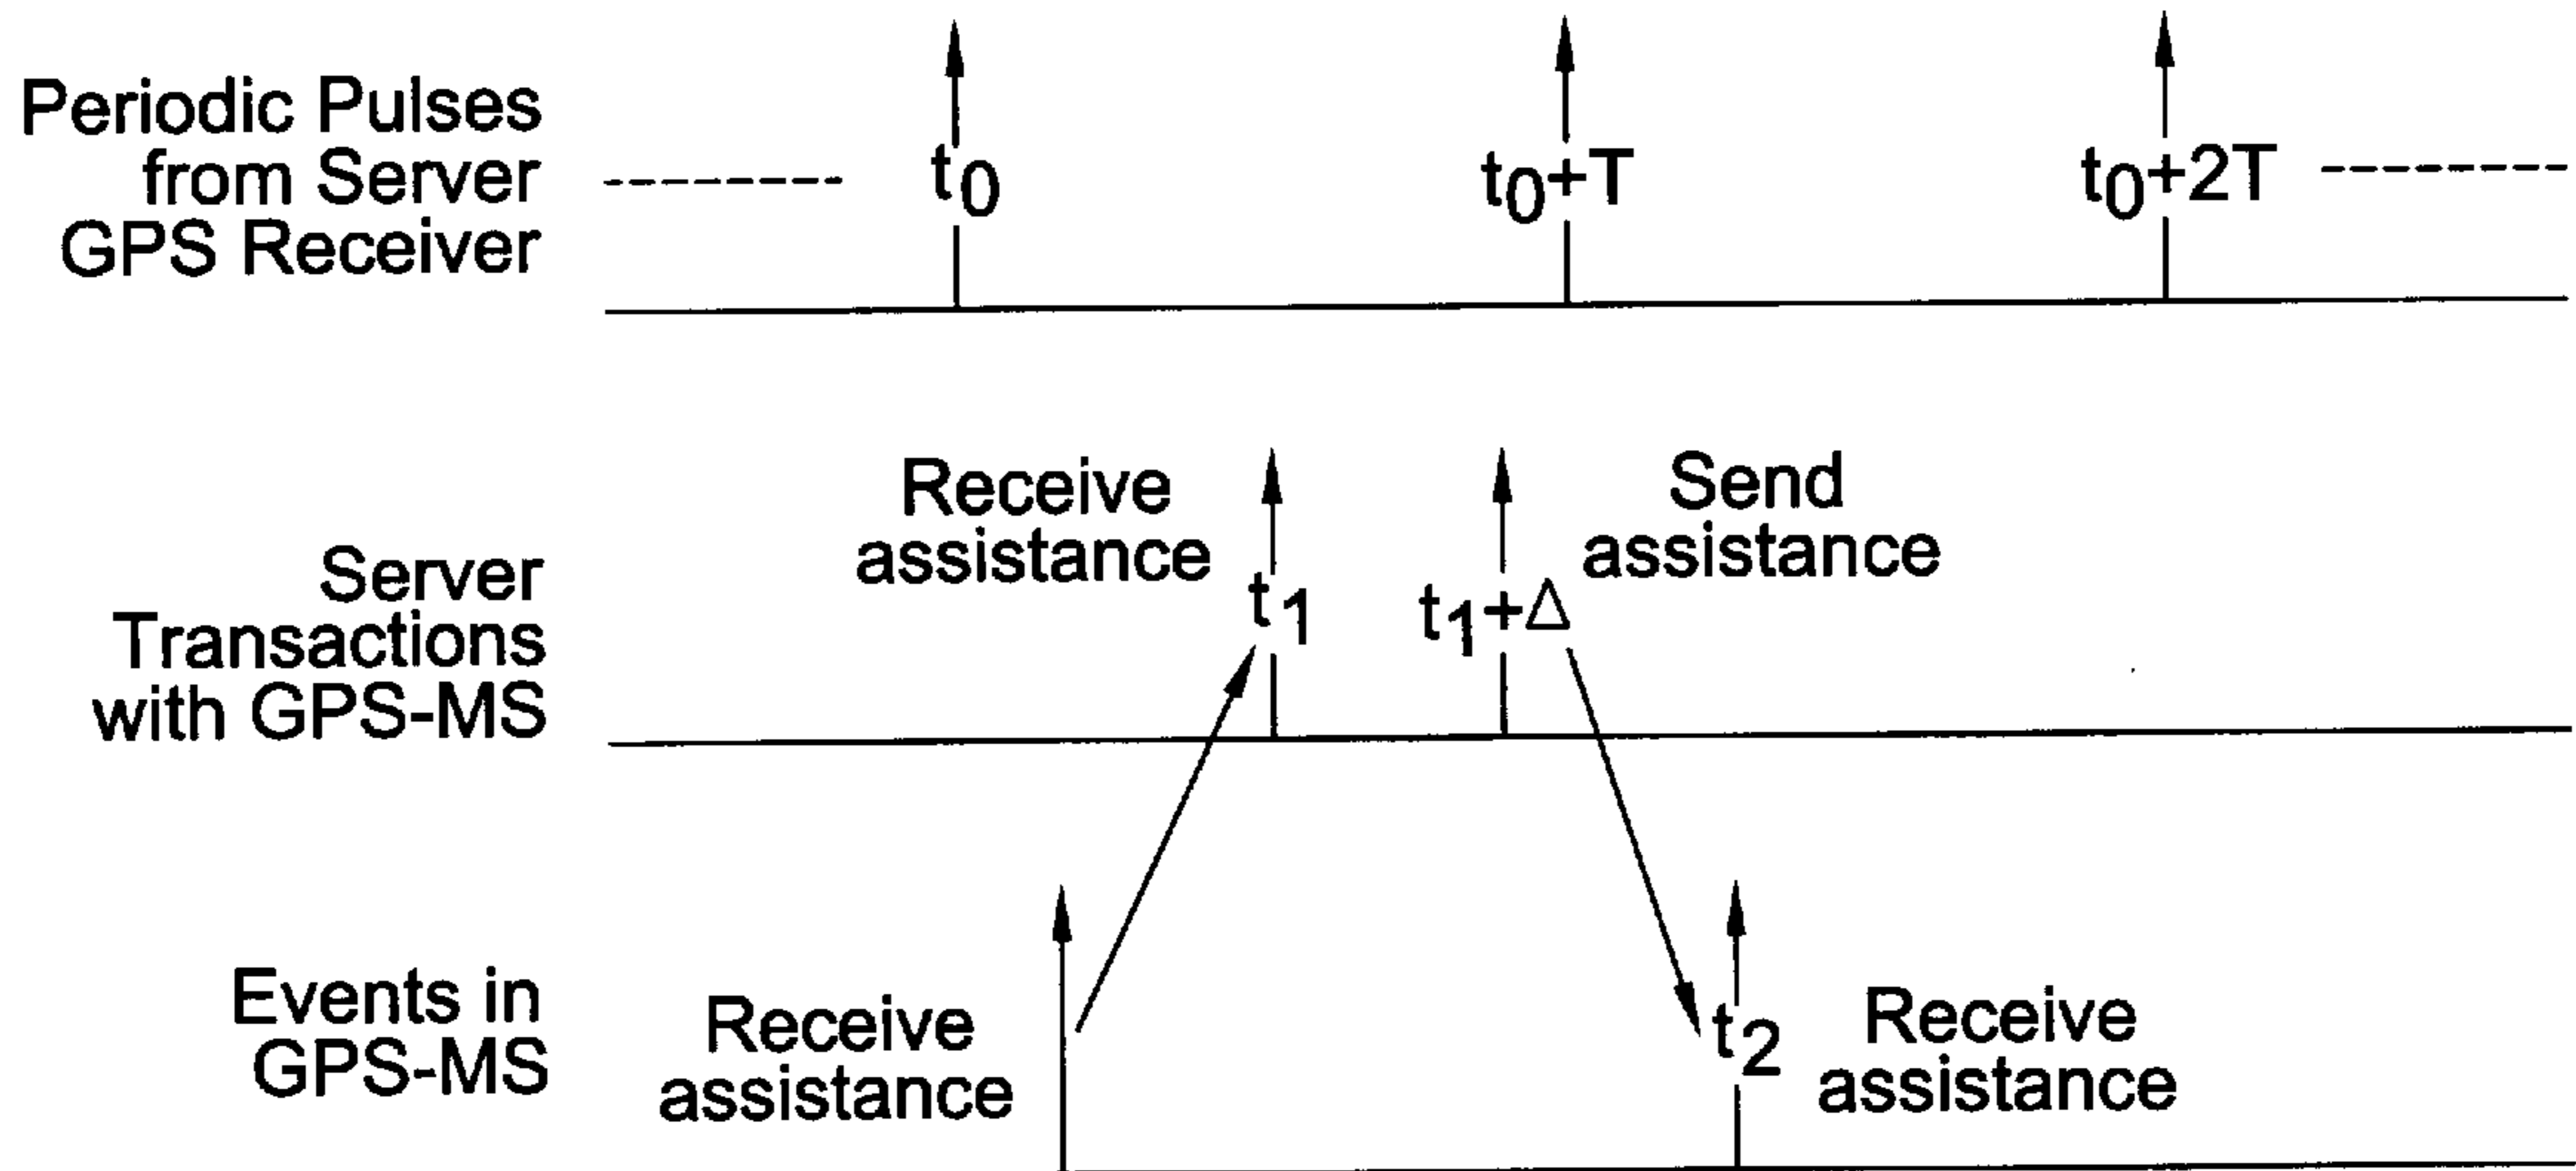 Periodic Pulses
from Server
GPS Receiver
t0
t0+T
t0+2T
Server
Transactions
with GPS-MS
Receive
assistance
t1
t1+Δ
Send
assistance
Events in
GPS-MS
Receive
assistance
t2
Receive
assistance